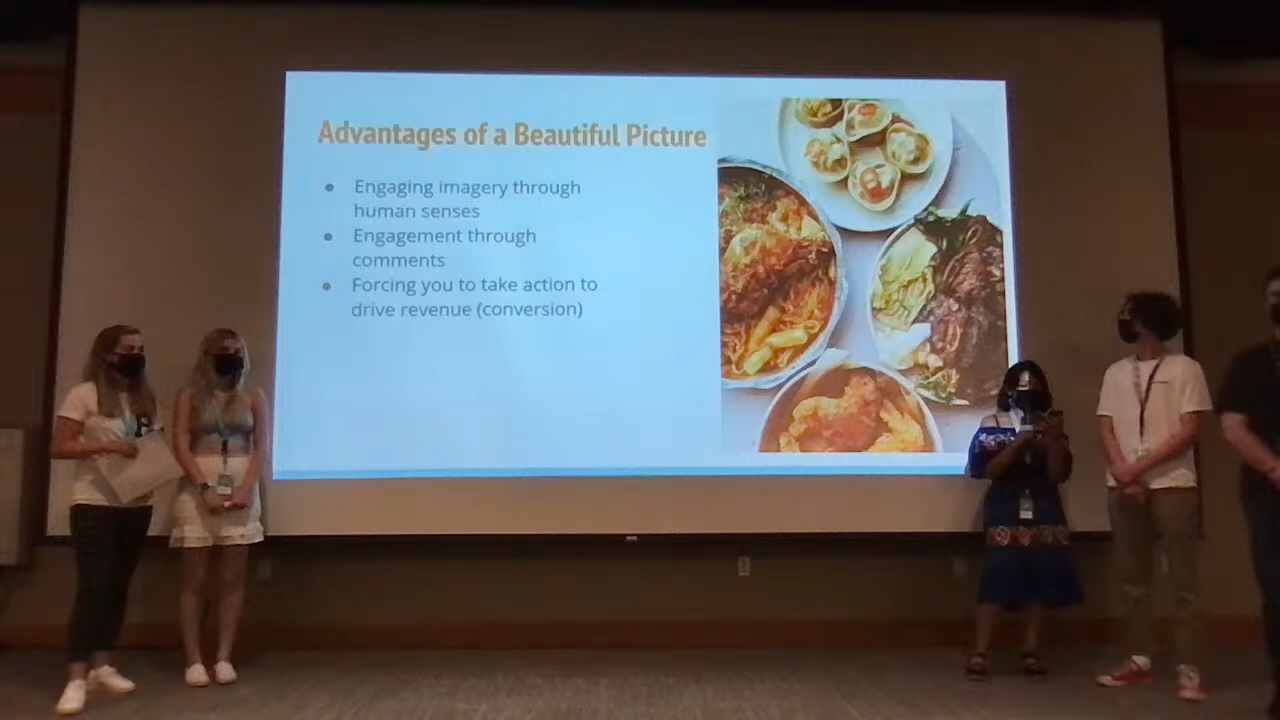 Advantages of a Beautiful Picture
● Engaging imagery through
human senses
● Engagement through
comments
● Forcing you to take action to
drive revenue (conversion)